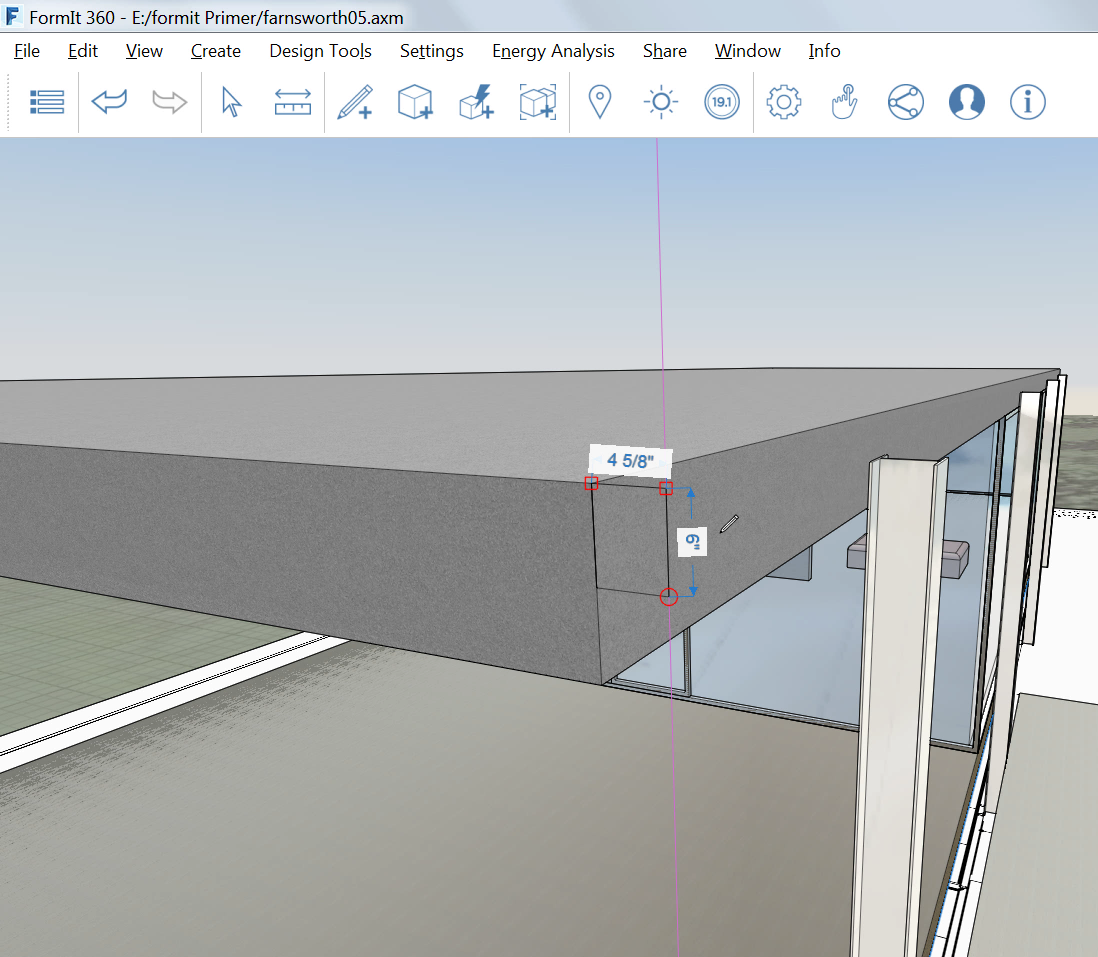 FormIt 360 - E:/formit Primer/farnsworth05.axm
File Edit View Create Design Tools Settings Energy Analysis Share Window Info
19.1
4 5/8"
9"